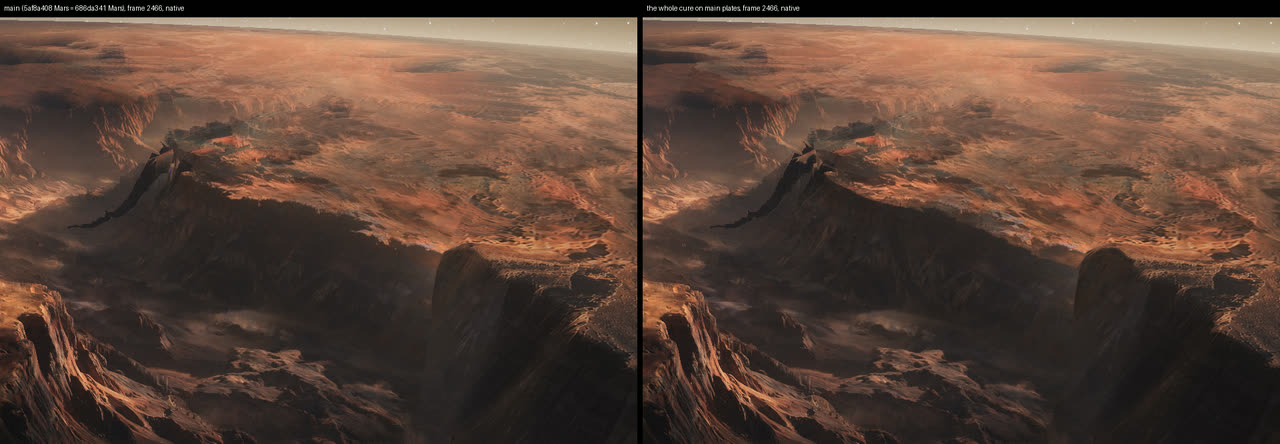 main (5af8a408 Mars = 686da341 Mars), frame 2466, native
the whole cure on main plates, frame 2466, native